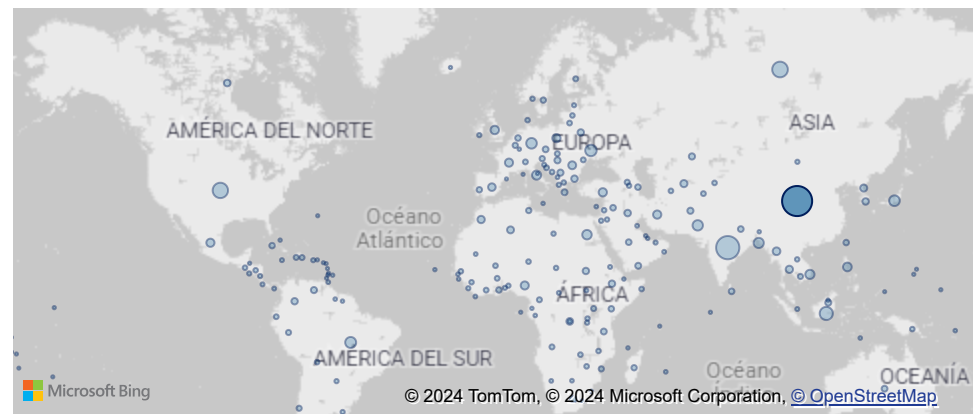 AMÉRICA DEL NORTE
EUROPA
ASIA
Océano
Atlántico
ÁFRICA
AMÉRICA DEL SUR
Océano
OCEANÍA
Microsoft Bing
© 2024 TomTom, © 2024 Microsoft Corporation, © OpenStreetMap